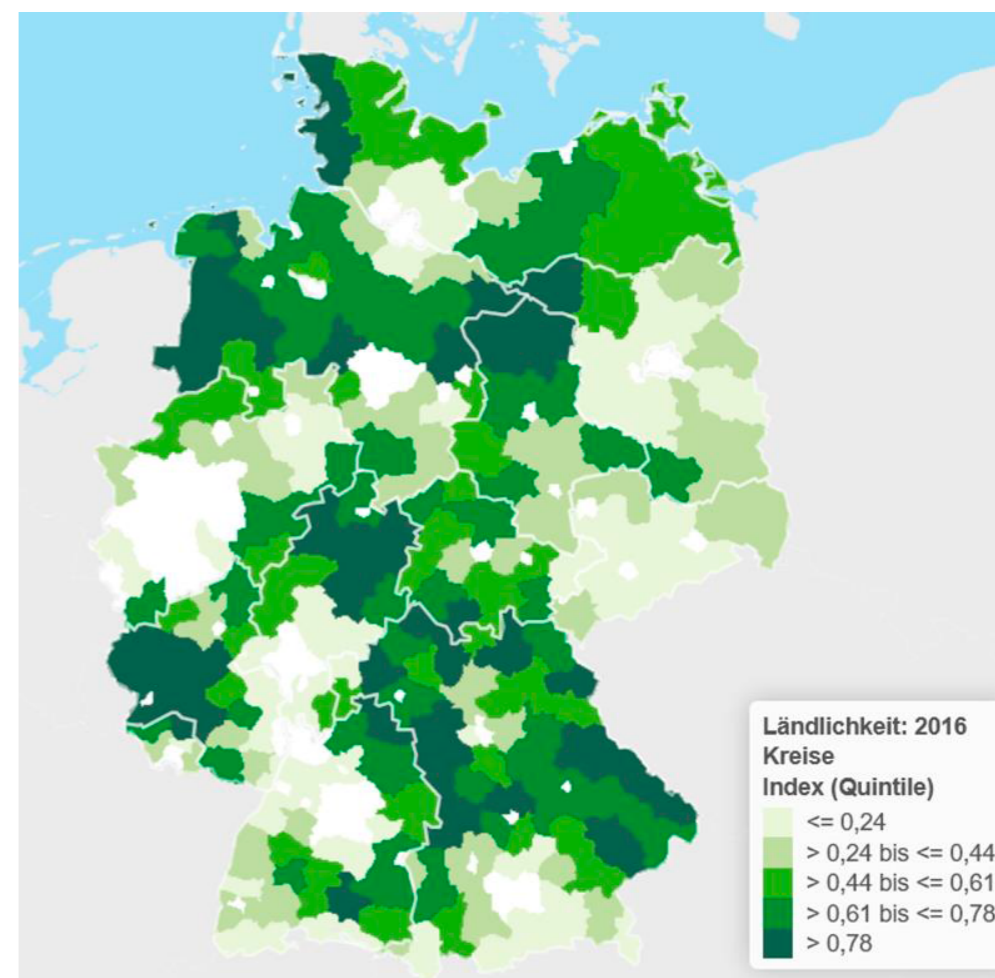 Ländlichkeit: 2016
Kreise
Index (Quintile)
<= 0,24
> 0,24 bis <= 0,44
> 0,44 bis <= 0,61
> 0,61 bis <= 0,78
> 0,78